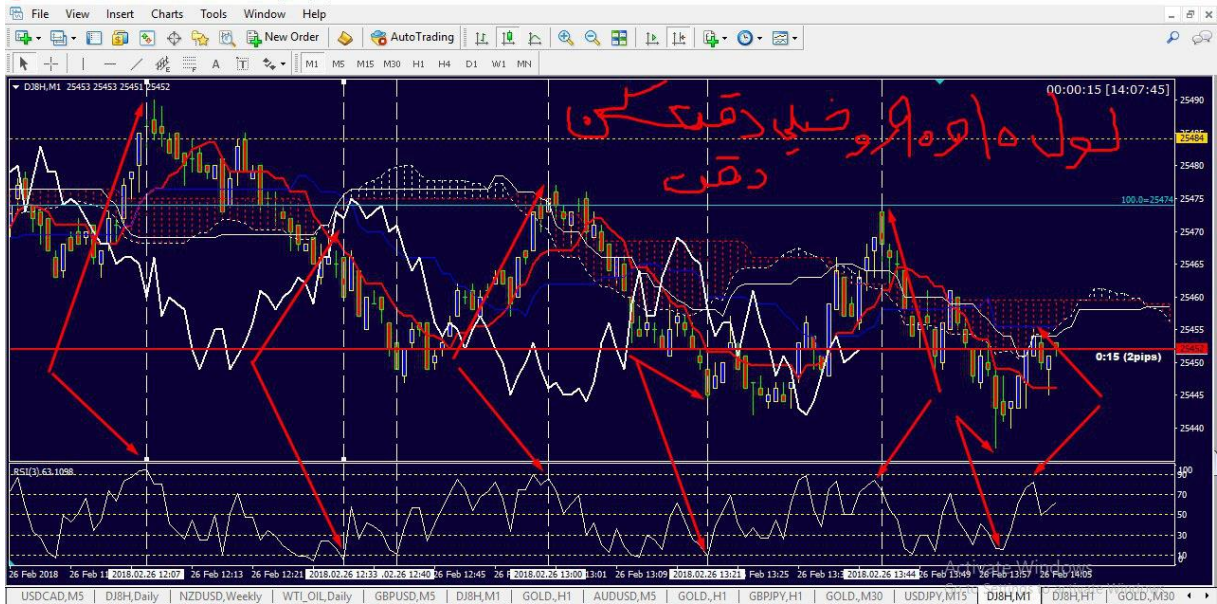 File View Insert Charts Tools Window Help
New Order AutoTrading
A T M1 M5 M15 M30 H1 H4 D1 W1 MN
DJ8H,M1 25453 25453 25451 25452
00:00:15 [14:07:45]
لول ۱۰ و ۹۰ رو خیلی دقت کن
دقت
25490
25484
25480
100.0=25474
25475
25470
25465
25460
25455
25452
0:15 (2pips)
25450
25445
25440
RSI(3) 63.1098
100
90
70
50
30
10
0
Activate Windows
26 Feb 2018 2018.02.26 12:07 26 Feb 12:13 26 Feb 12:21 2018.02.26 12:33 .02.26 12:40 26 Feb 12:45 2018.02.26 13:00 13:01 26 Feb 13:09 2018.02.26 13:21 Feb 13:25 2018.02.26 13:44 26 Feb 13:57 26 Feb 14:05
USDCAD,M5 DJ8H,Daily NZDUSD,Weekly WTI_OIL,Daily GBPUSD,M5 DJ8H,M1 GOLD.,H1 AUDUSD,M5 GOLD.,H1 GBPJPY,H1 GOLD.,M30 USDJPY,M15 DJ8H,M1 DJ8H,H1 GOLD.,M30